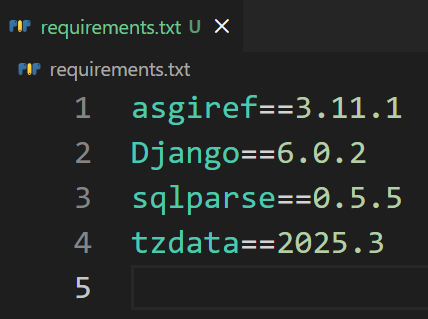 requirements.txt U
requirements.txt
1 asgiref==3.11.1
2 Django==6.0.2
3 sqlparse==0.5.5
4 tzdata==2025.3
5